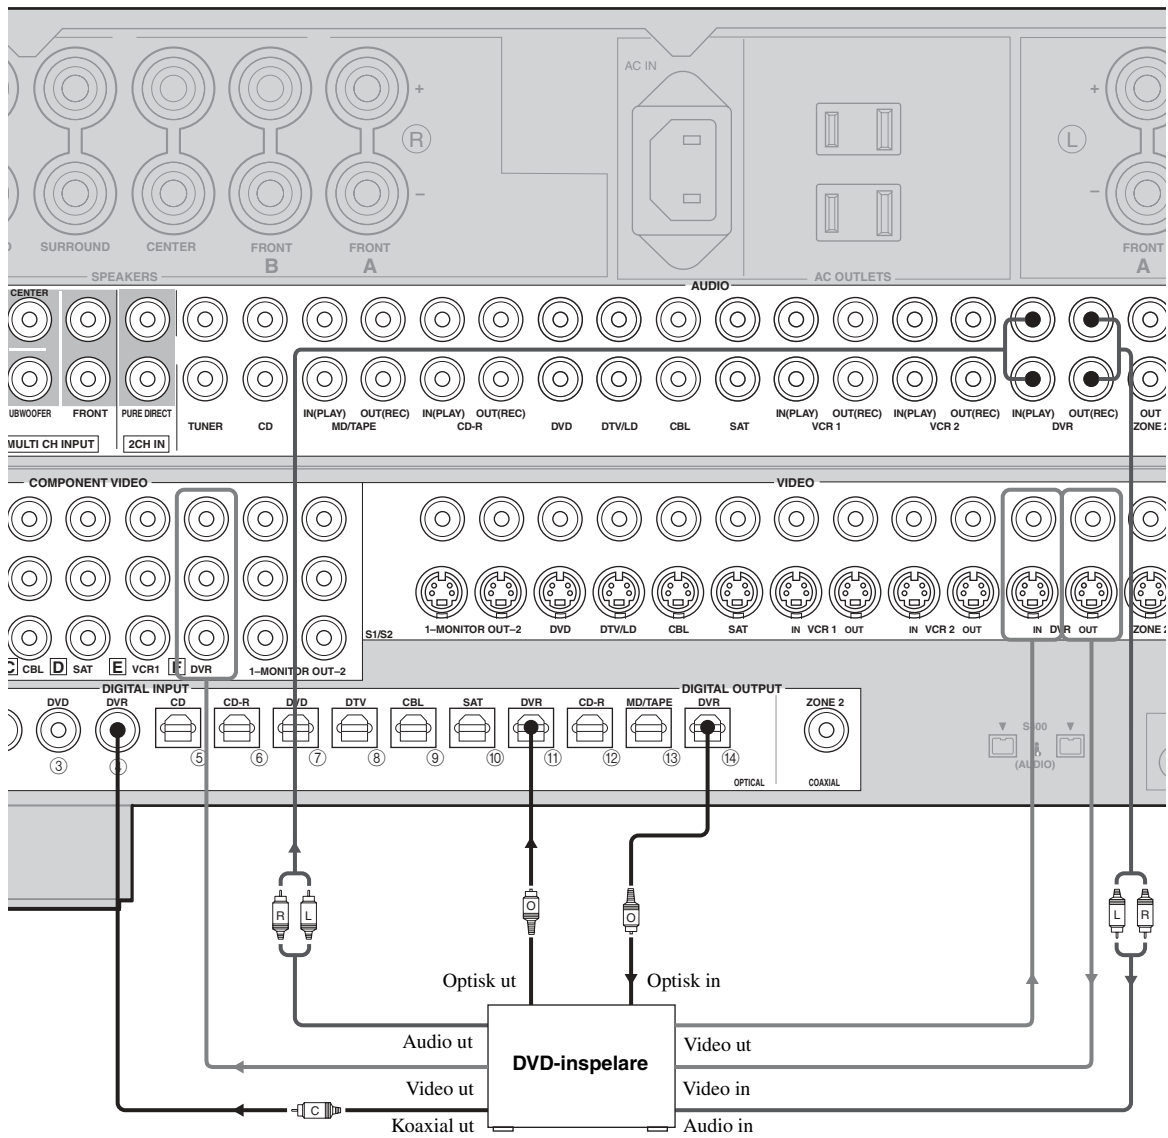 AC IN
+
R
–
+
L
–
SURROUND
CENTER
FRONT
B
FRONT
A
FRONT
A
SPEAKERS
AC OUTLETS
AUDIO
CENTER
UBWOOFER
FRONT
PURE DIRECT
TUNER
CD
IN(PLAY) OUT(REC)
MD/TAPE
IN(PLAY) OUT(REC)
CD-R
DVD
DTV/LD
CBL
SAT
IN(PLAY) OUT(REC)
VCR 1
IN(PLAY) OUT(REC)
VCR 2
IN(PLAY) OUT(REC)
DVR
OUT
ZONE 2
MULTI CH INPUT
2CH IN
COMPONENT VIDEO
VIDEO
S1/S2
1–MONITOR OUT–2
DVD
DTV/LD
CBL
SAT
IN VCR 1 OUT
IN VCR 2 OUT
IN DVR OUT
ZONE 2
C CBL
D SAT
E VCR1
F DVR
1–MONITOR OUT–2
DIGITAL INPUT
DIGITAL OUTPUT
DVD
DVR
CD
CD-R
DVD
DTV
CBL
SAT
DVR
CD-R
MD/TAPE
DVR
ZONE 2
③
④
⑤
⑥
⑦
⑧
⑨
⑩
⑪
⑫
⑬
⑭
OPTICAL
COAXIAL
S400
(AUDIO)
R
L
O
O
L
R
Optisk ut
Optisk in
Audio ut
Video ut
DVD-inspelare
Video ut
Video in
C
Koaxial ut
Audio in